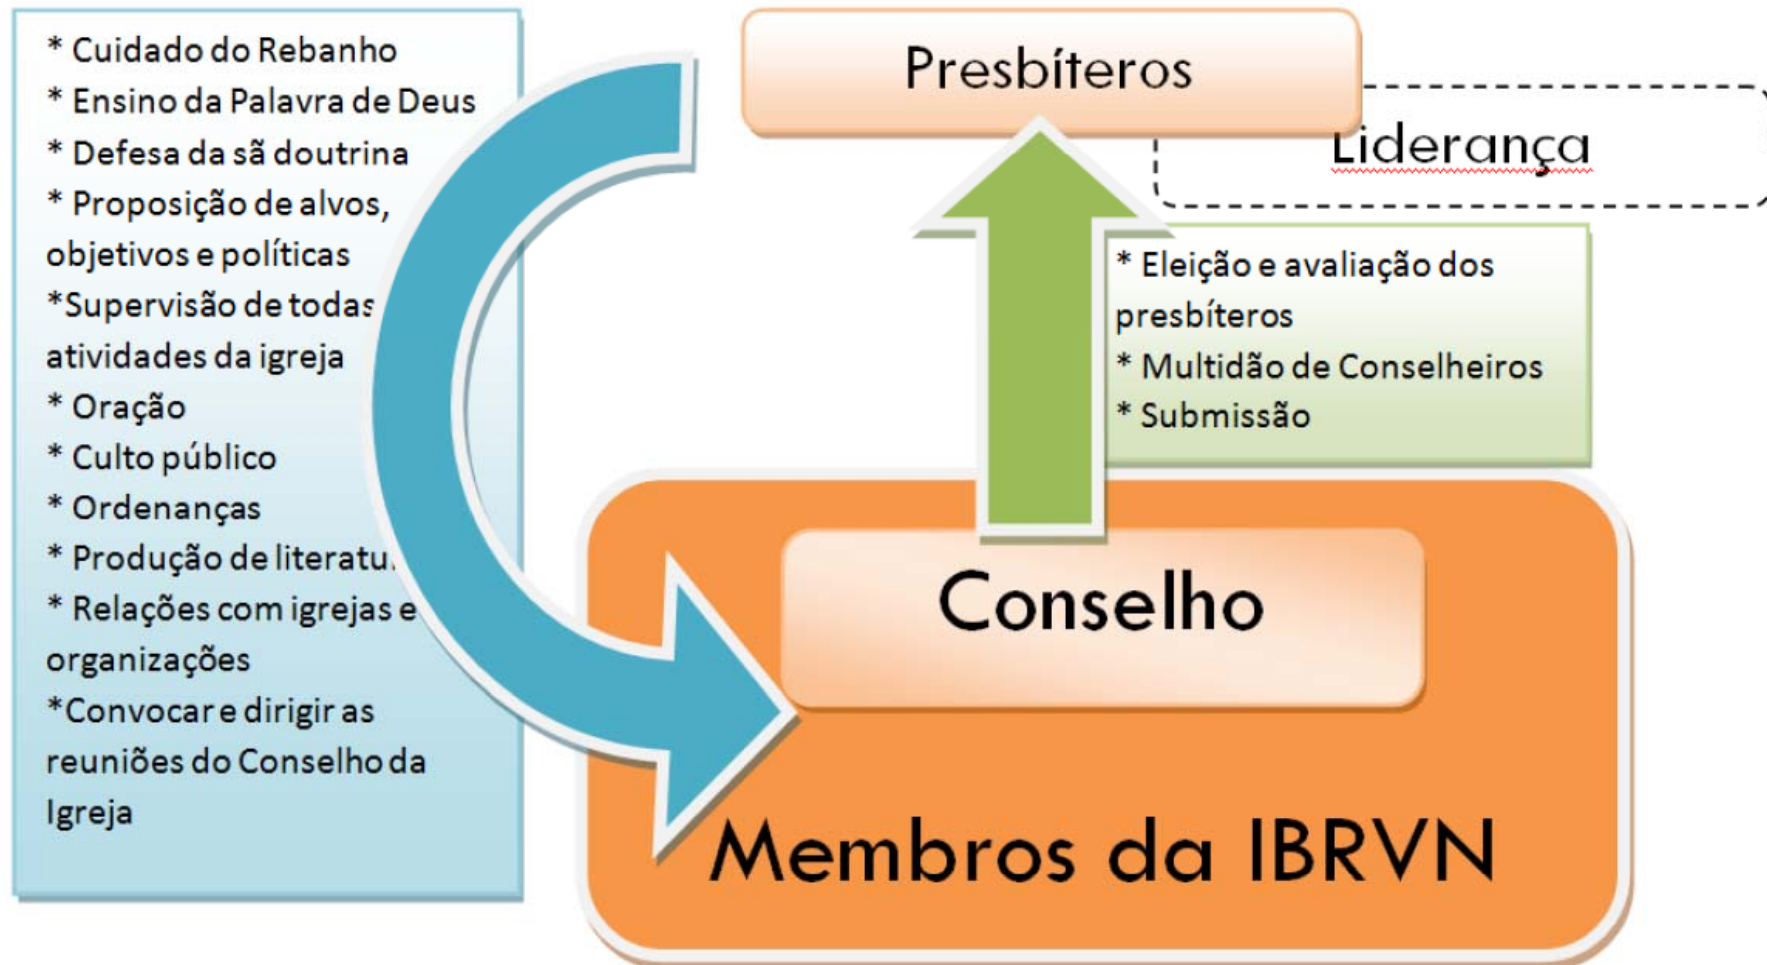 * Cuidado do Rebanho
* Ensino da Palavra de Deus
* Defesa da sã doutrina
* Proposição de alvos,
objetivos e políticas
*Supervisão de todas
atividades da igreja
* Oração
* Culto público
* Ordenanças
* Produção de
* Relações com igrejas e
organizações
*Convocar e dirigir as
reuniões do Conselho da
Igreja
Presbíteros
Liderança
* Eleição e avaliação dos
presbíteros
* Multidão de Conselheiros
* Submissão
Conselho
Membros da IBRVN